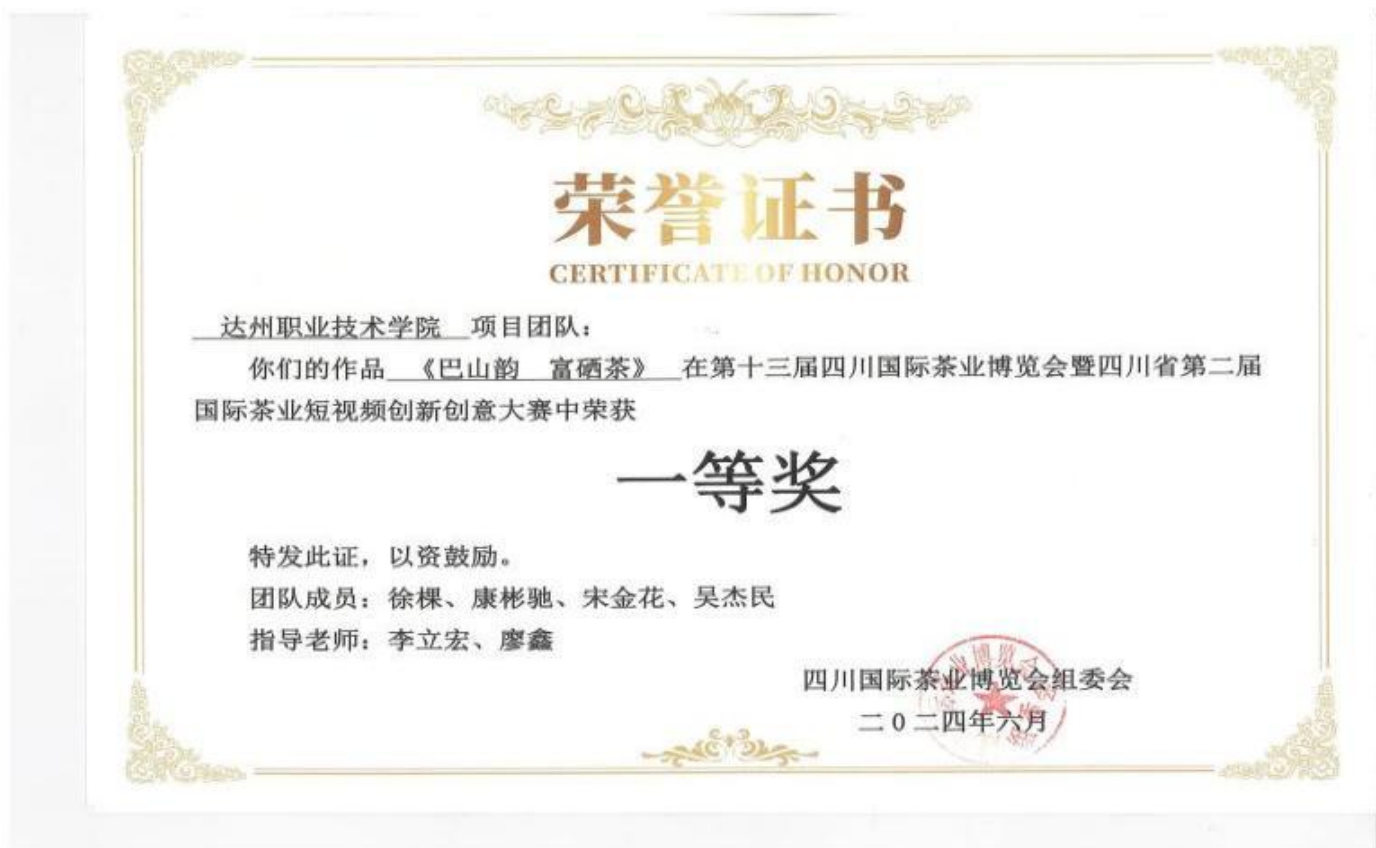 荣誉证书
CERTIFICATE OF HONOR
达州职业技术学院 项目团队：
你们的作品 《巴山韵 富硒茶》 在第十三届四川国际茶业博览会暨四川省第二届
国际茶业短视频创新创意大赛中荣获
一等奖
特发此证，以资鼓励。
团队成员：徐棵、康彬驰、宋金花、吴杰民
指导老师：李立宏、廖鑫
四川国际茶业博览会组委会
二0二四年六月